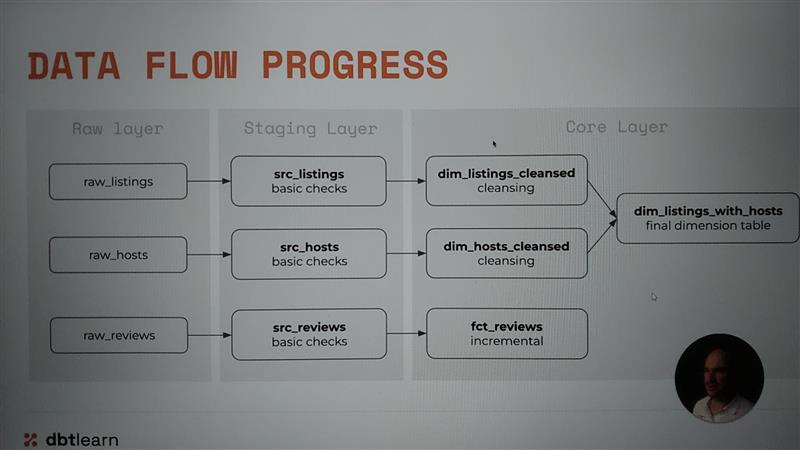 DATA FLOW PROGRESS
Raw layer
Staging Layer
Core Layer
raw_listings
src_listings
basic checks
dim_listings_cleansed
cleansing
dim_listings_with_hosts
final dimension table
raw_hosts
src_hosts
basic checks
dim_hosts_cleansed
cleansing
raw_reviews
src_reviews
basic checks
fct_reviews
incremental
dbtlearn